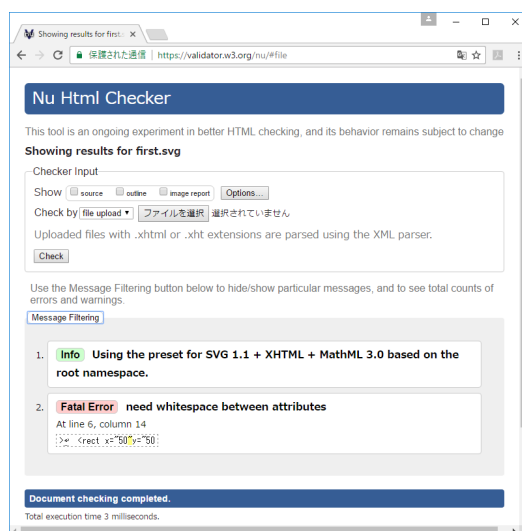 Showing results for first.
保護された通信 | https://validator.w3.org/nu/#file
Nu Html Checker
This tool is an ongoing experiment in better HTML checking, and its behavior remains subject to change
Showing results for first.svg
Checker Input
Show source outline image report Options...
Check by file upload ファイルを選択 選択されていません
Uploaded files with .xhtml or .xht extensions are parsed using the XML parser.
Check
Use the Message Filtering button below to hide/show particular messages, and to see total counts of
errors and warnings.
Message Filtering
1. Info Using the preset for SVG 1.1 + XHTML + MathML 3.0 based on the
root namespace.
2. Fatal Error need whitespace between attributes
At line 6, column 14
>↩ <rect x="50"y="50
Document checking completed.
Total execution time 3 milliseconds.